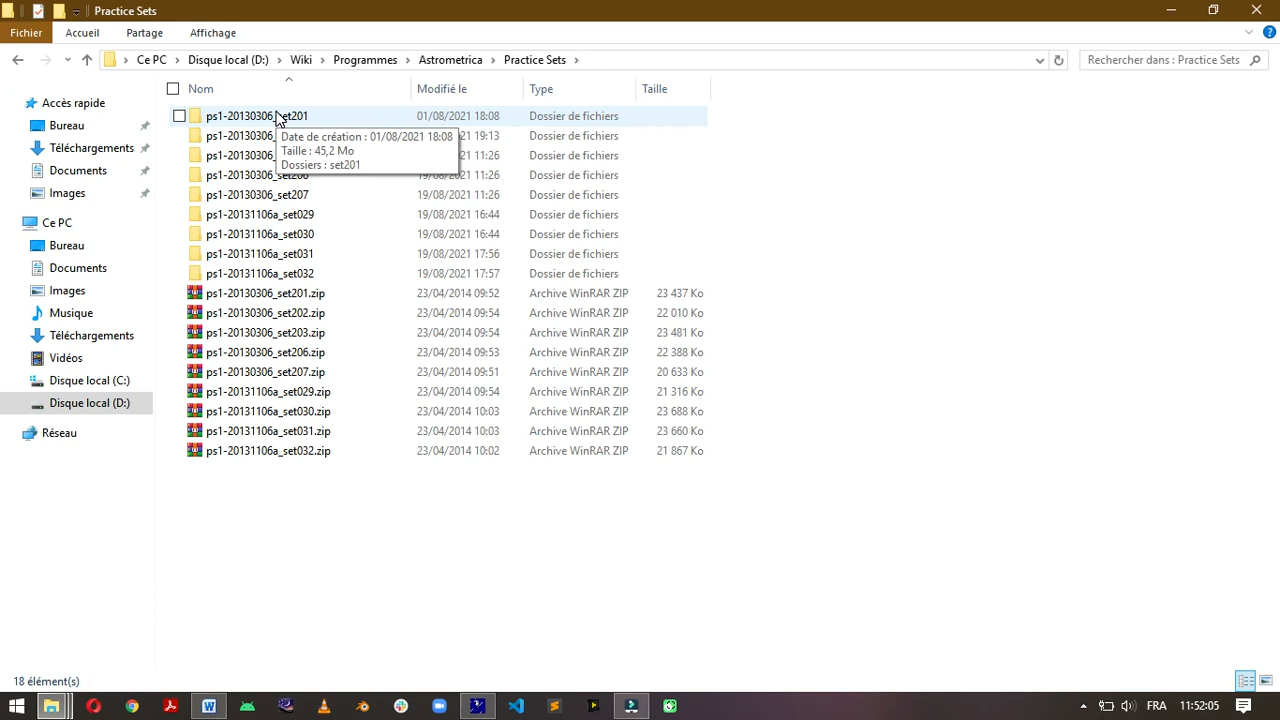 Practice Sets
Fichier Accueil Partage Affichage
Ce PC Disque local (D:) Wiki Programmes Astrometrica Practice Sets
Rechercher dans : Practice Sets
Nom Modifié le Type Taille
Accès rapide
Bureau
Téléchargements
Documents
Images
Ce PC
Bureau
Documents
Images
Musique
Téléchargements
Vidéos
Disque local (C:)
Disque local (D:)
Réseau
ps1-20130306_set201 01/08/2021 18:08 Dossier de fichiers
ps1-20130306_ 19:13 Dossier de fichiers
ps1-20130306_ 11:26 Dossier de fichiers
ps1-20130306_set206 19/08/2021 11:26 Dossier de fichiers
ps1-20130306_set207 19/08/2021 11:26 Dossier de fichiers
ps1-20131106a_set029 19/08/2021 16:44 Dossier de fichiers
ps1-20131106a_set030 19/08/2021 16:44 Dossier de fichiers
ps1-20131106a_set031 19/08/2021 17:56 Dossier de fichiers
ps1-20131106a_set032 19/08/2021 17:57 Dossier de fichiers
ps1-20130306_set201.zip 23/04/2014 09:52 Archive WinRAR ZIP 23 437 Ko
ps1-20130306_set202.zip 23/04/2014 09:54 Archive WinRAR ZIP 22 010 Ko
ps1-20130306_set203.zip 23/04/2014 09:54 Archive WinRAR ZIP 23 481 Ko
ps1-20130306_set206.zip 23/04/2014 09:53 Archive WinRAR ZIP 22 388 Ko
ps1-20130306_set207.zip 23/04/2014 09:51 Archive WinRAR ZIP 20 633 Ko
ps1-20131106a_set029.zip 23/04/2014 09:54 Archive WinRAR ZIP 21 316 Ko
ps1-20131106a_set030.zip 23/04/2014 10:03 Archive WinRAR ZIP 23 688 Ko
ps1-20131106a_set031.zip 23/04/2014 10:03 Archive WinRAR ZIP 23 660 Ko
ps1-20131106a_set032.zip 23/04/2014 10:02 Archive WinRAR ZIP 21 867 Ko
Date de création : 01/08/2021 18:08
Taille : 45,2 Mo
Dossiers : set201
18 élément(s)
FRA 11:52:05